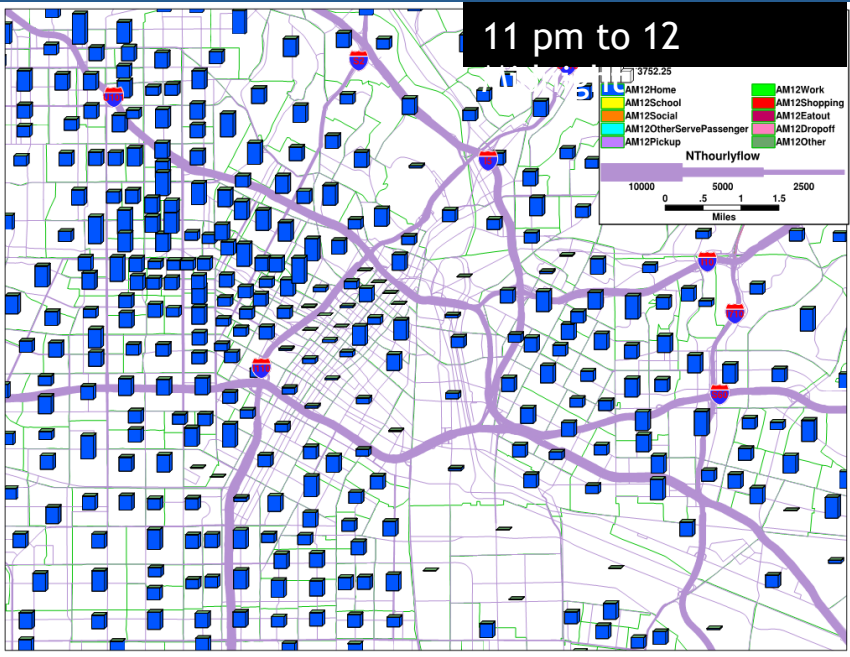 11 pm to 12
3752.25
AM12Home
AM12School
AM12Social
AM12OtherServePassenger
AM12Pickup
AM12Work
AM12Shopping
AM12Eatout
AM12Dropoff
AM12Other
NThourlyflow
10000 5000 2500
0 .5 1 1.5
Miles